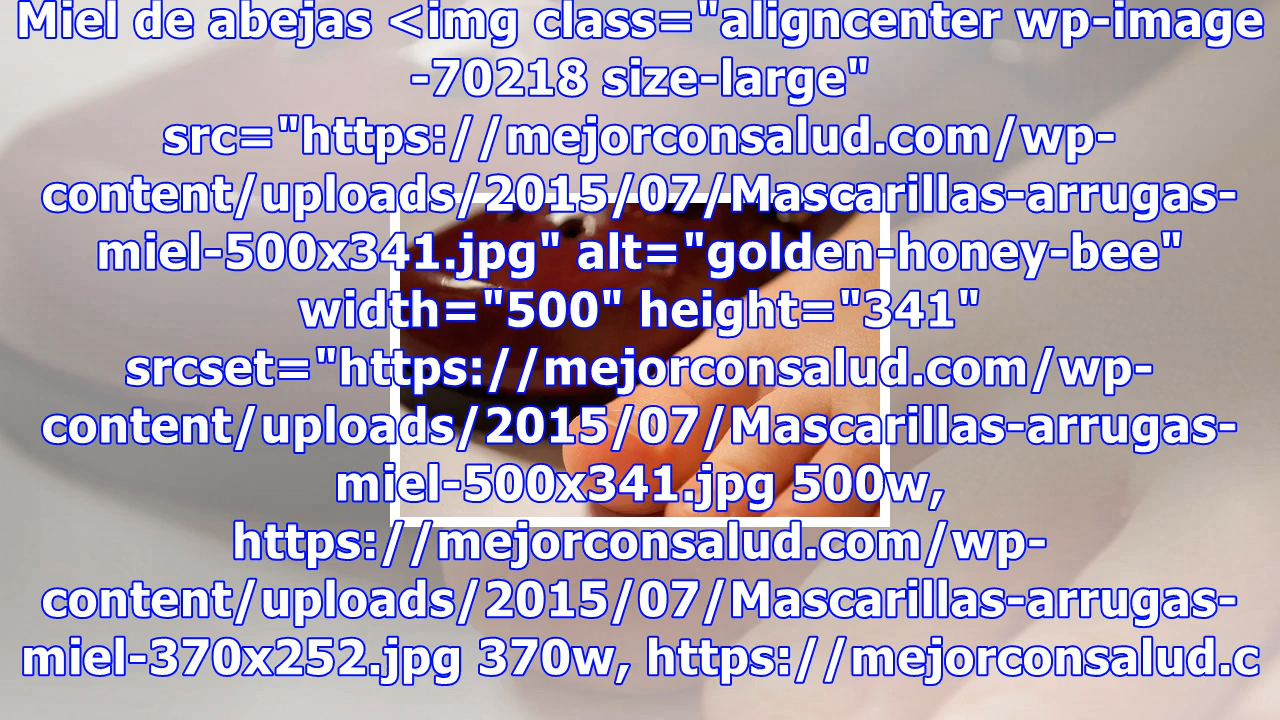 Miel de abejas <img class="aligncenter wp-image
-70218 size-large"
src="https://mejorconsalud.com/wp-
content/uploads/2015/07/Mascarillas-arrugas-
miel-500x341.jpg" alt="golden-honey-bee"
width="500" height="341"
srcset="https://mejorconsalud.com/wp-
content/uploads/2015/07/Mascarillas-arrugas-
miel-500x341.jpg 500w,
https://mejorconsalud.com/wp-
content/uploads/2015/07/Mascarillas-arrugas-
miel-370x252.jpg 370w, https://mejorconsalud.c